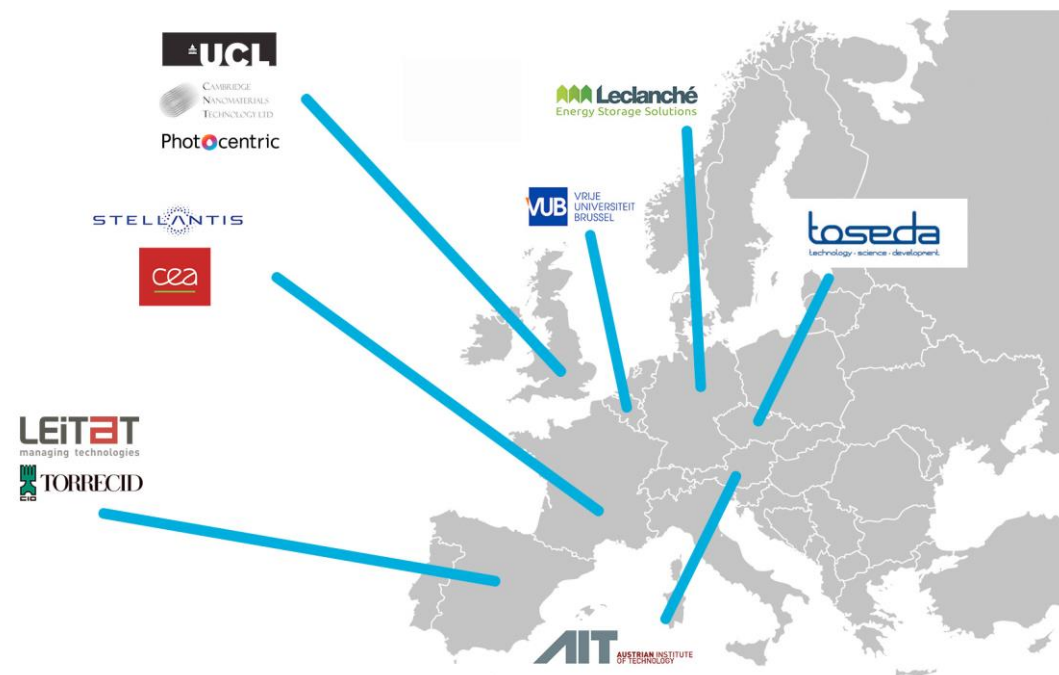 UCL
CAMBRIDGE
NANOMATERIALS
TECHNOLOGY LTD
Photocentric
STELLANTIS
cea
LEITAT
managing technologies
CID
TORRECID
Leclanché
Energy Storage Solutions
VUB
VRIJE
UNIVERSITEIT
BRUSSEL
toseda
technology · science · development.
AIT
AUSTRIAN INSTITUTE
OF TECHNOLOGY